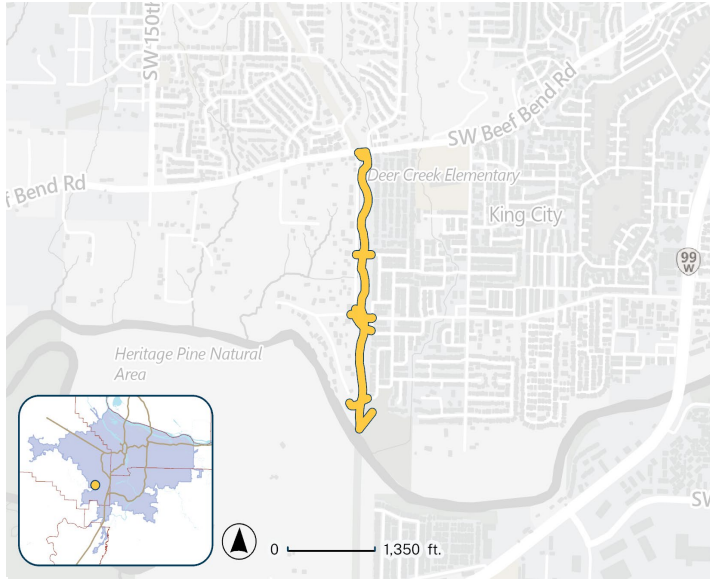 SW 150th
SW Beef Bend Rd
Deer Creek Elementary
f Bend Rd
King City
99
W
Heritage Pine Natural
Area
SW
0 1,350 ft.